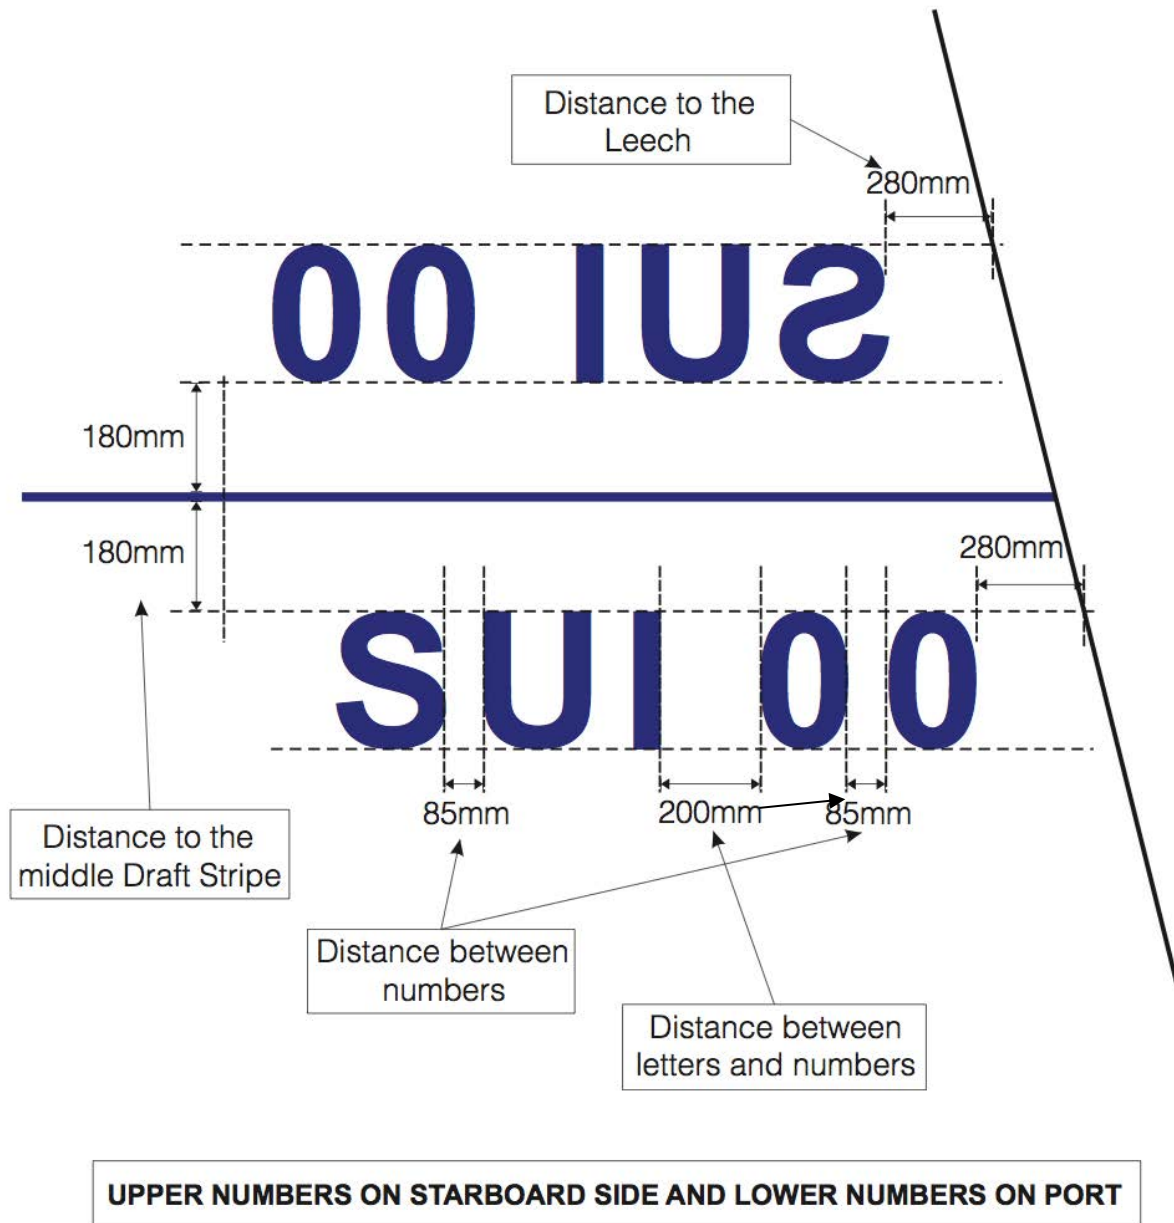 Distance to the
Leech
280mm
00 IUS
180mm
180mm
280mm
SUI 00
85mm
200mm
85mm
Distance to the
middle Draft Stripe
Distance between
numbers
Distance between
letters and numbers
UPPER NUMBERS ON STARBOARD SIDE AND LOWER NUMBERS ON PORT